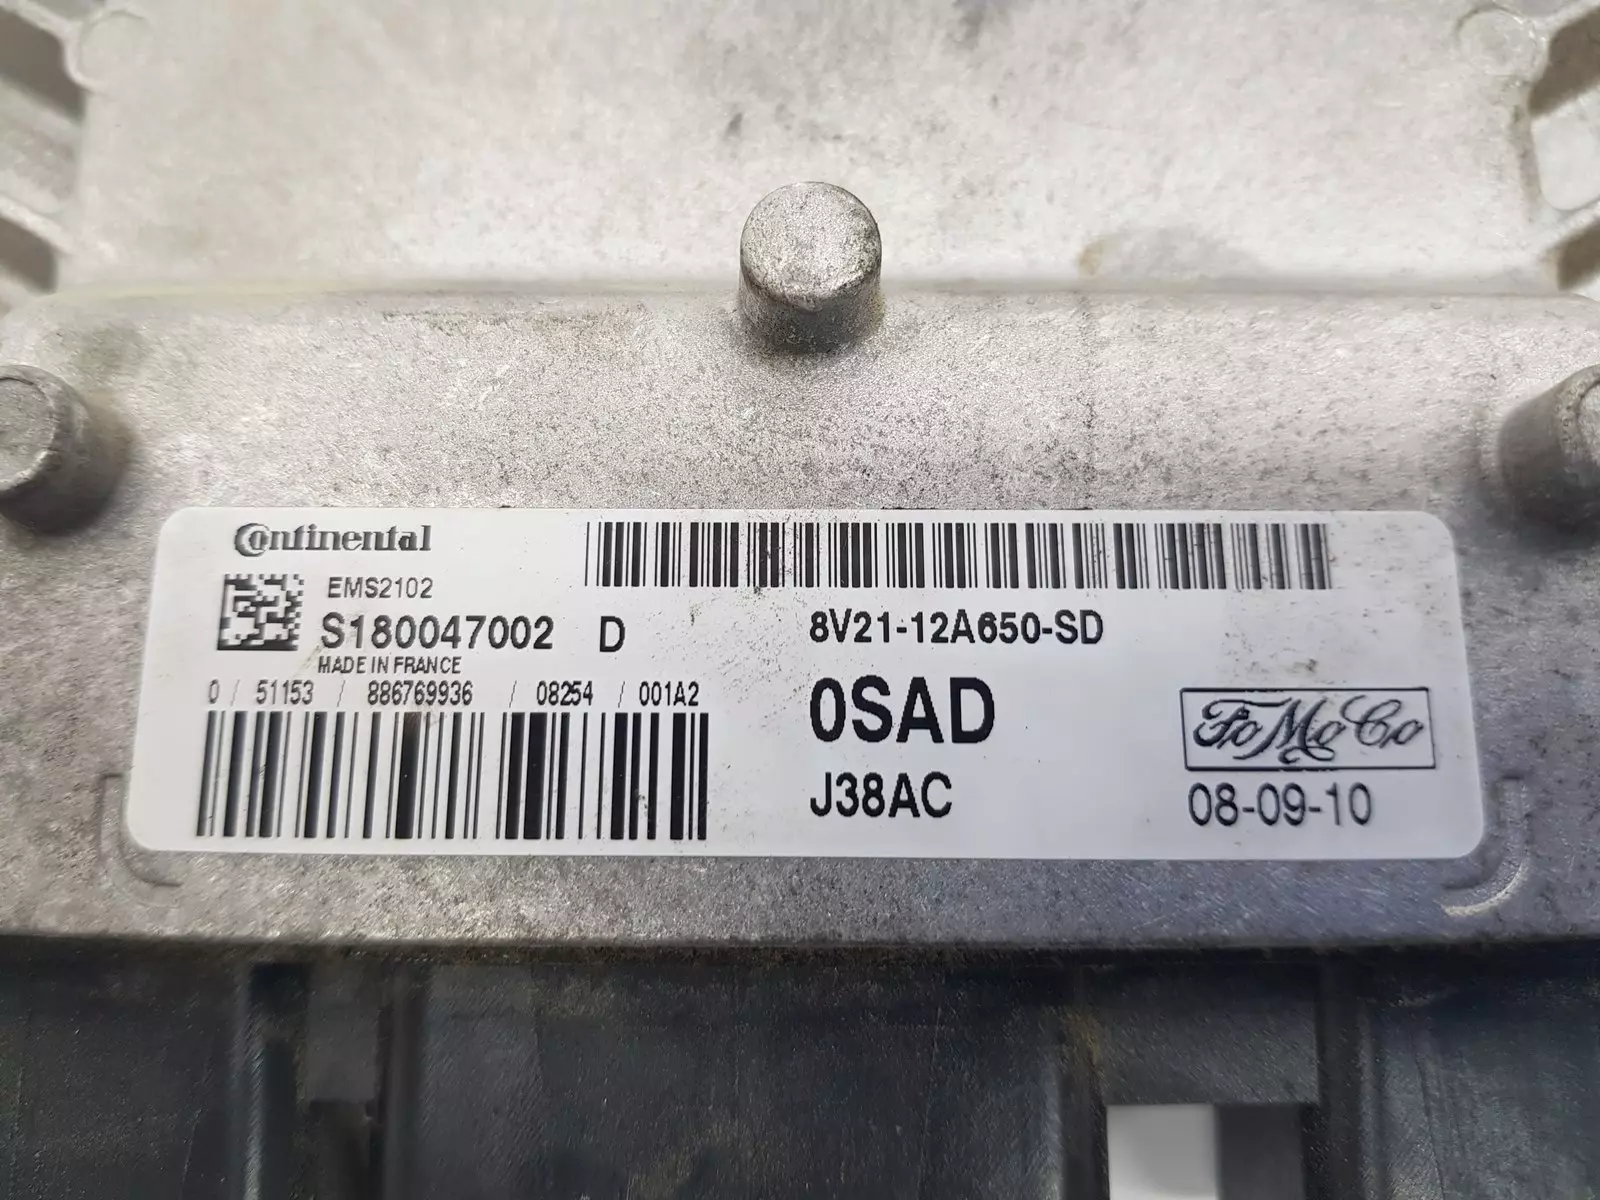 Continental
EMS2102
S180047002 D
MADE IN FRANCE
0 / 51153 / 886769936 / 08254 / 001A2
8V21-12A650-SD
0SAD
J38AC
FoMoCo
08-09-10